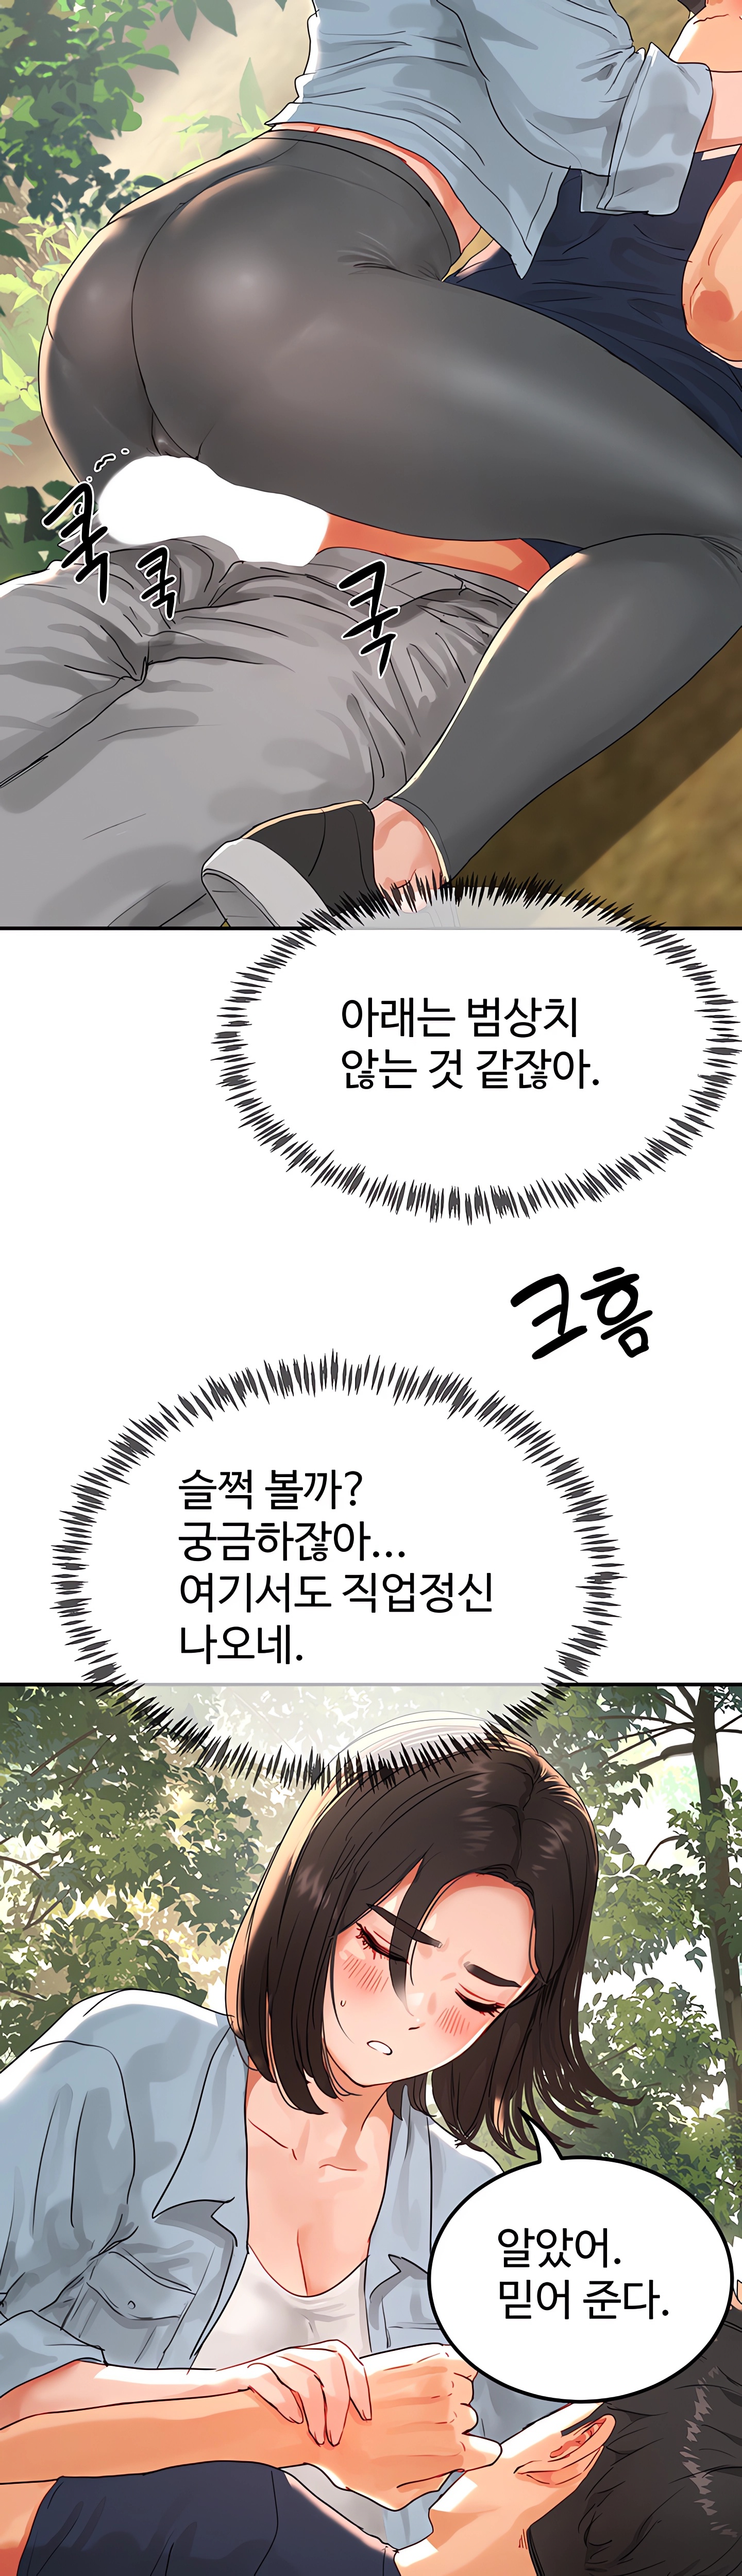 쿡
쿡
쿡
아래는 범상치
않는 것 같잖아.
크흠
슬쩍 볼까?
궁금하잖아...
여기서도 직업정신
나오네.
알았어.
믿어 준다.